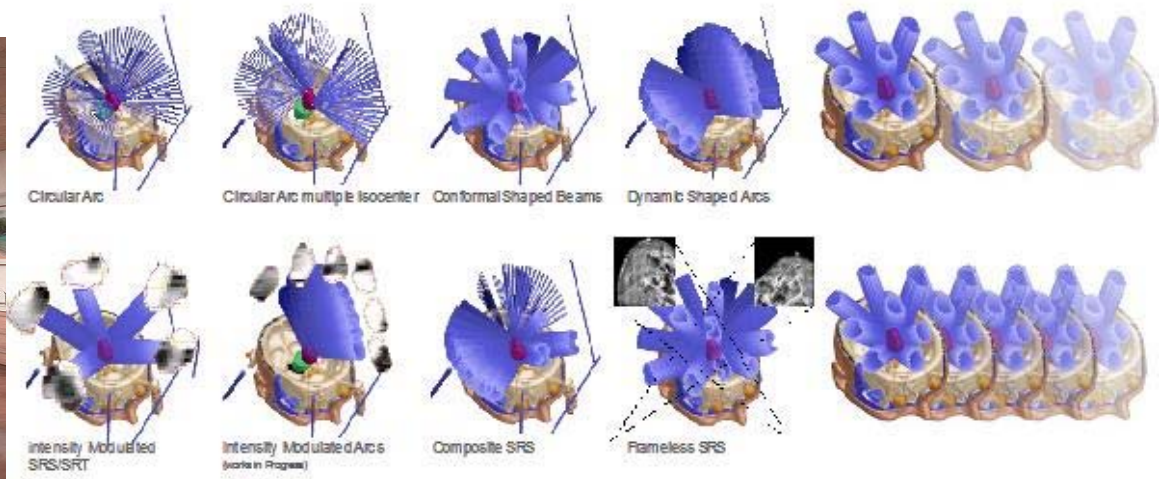 Circular Arc
Circular Arc multiple Isocenter
Conformal Shaped Beams
Dynamic Shaped Arcs
Intensity Modulated
SRS/SRT
Intensity Modulated Arcs
(works in Progress)
Composite SRS
Frameless SRS